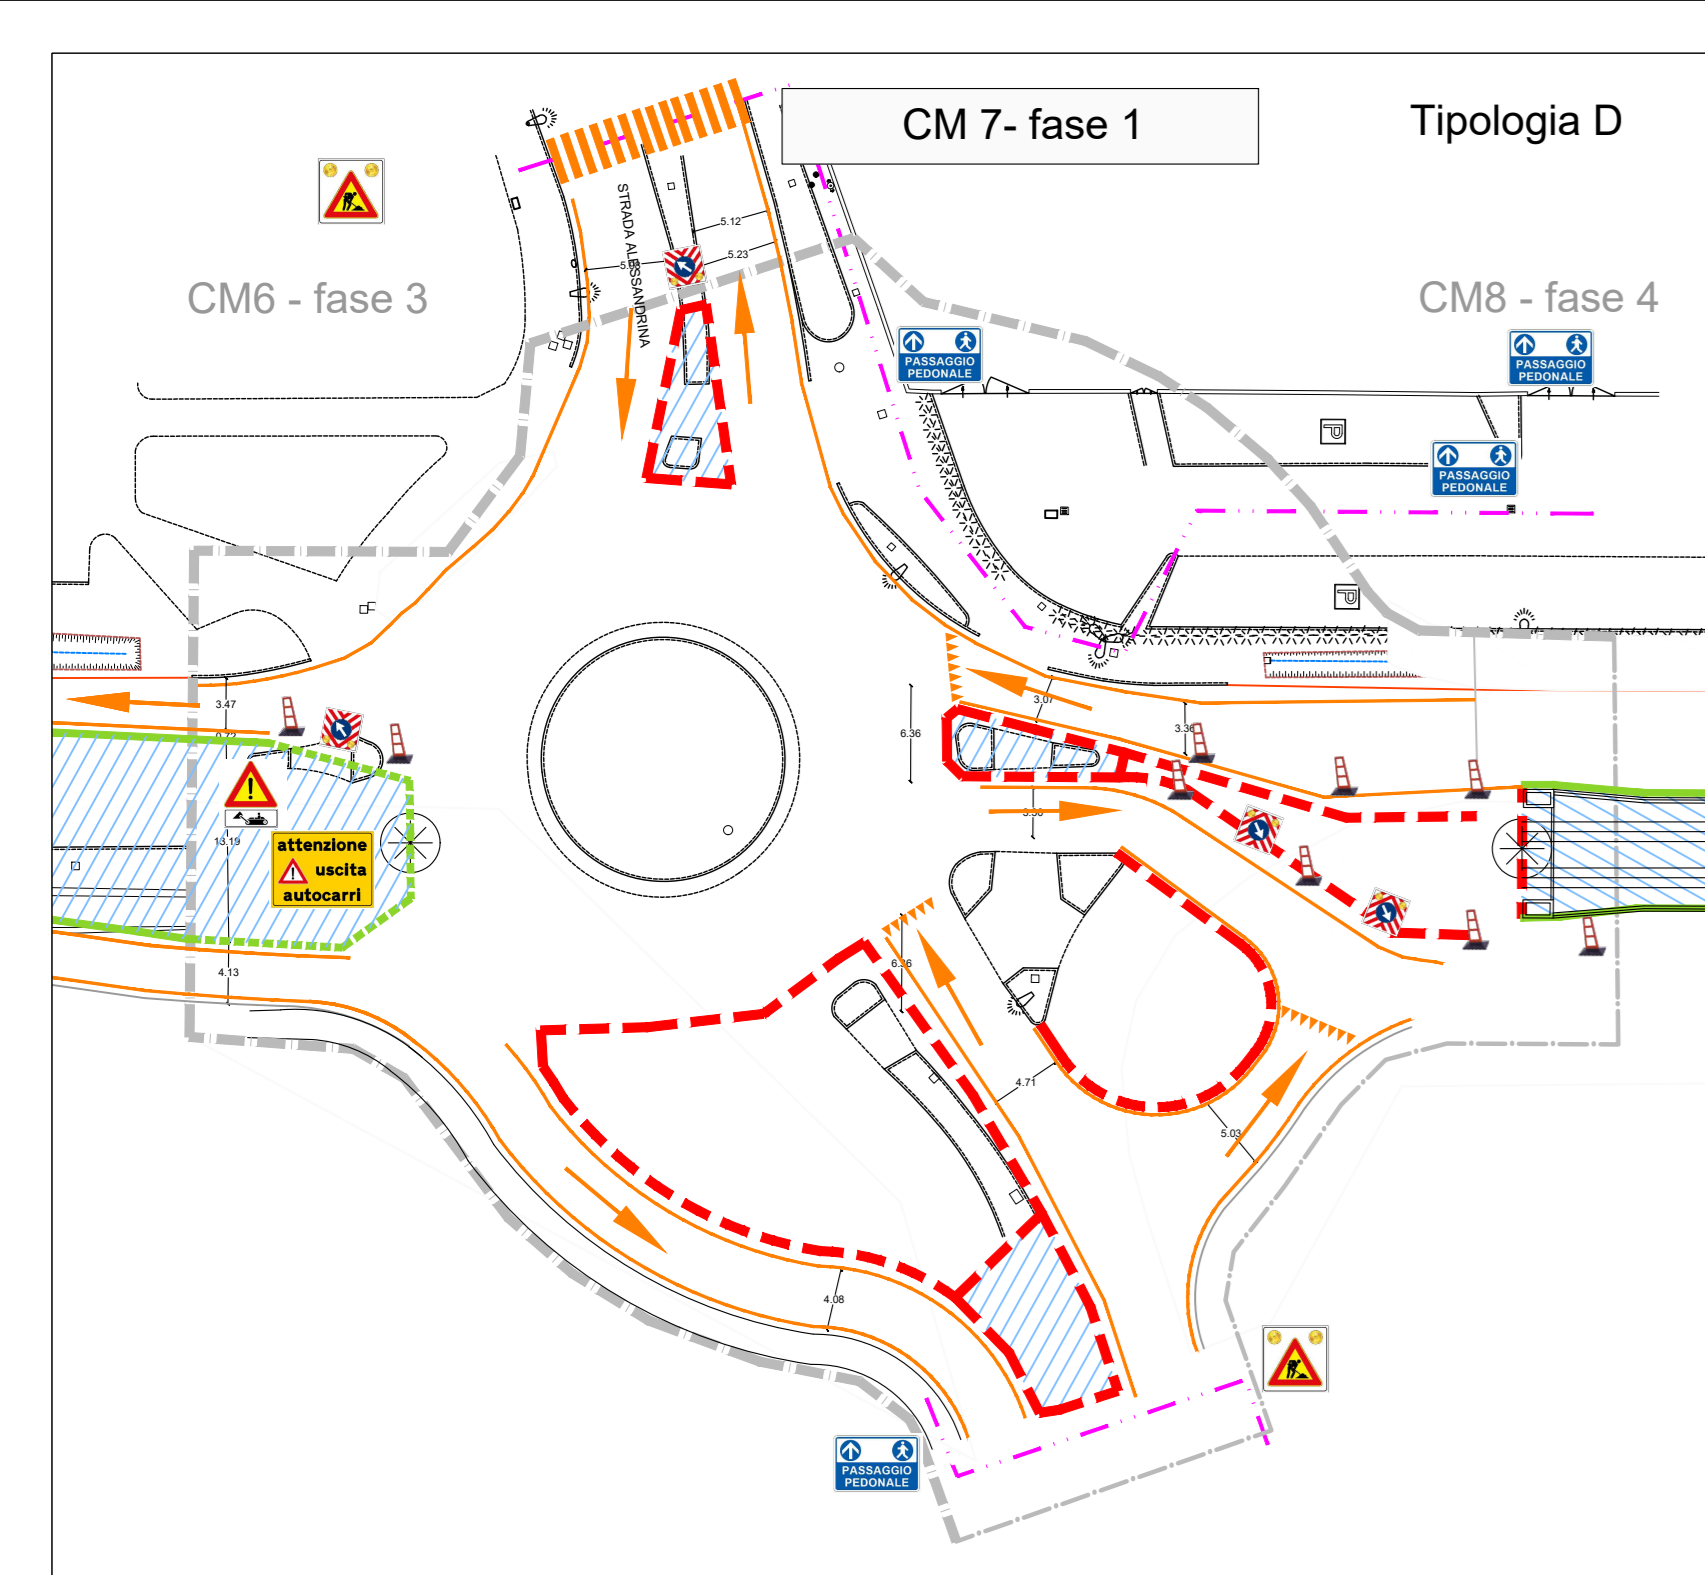 CM 7- fase 1
Tipologia D
STRADA ALESSANDRINA
5.12
5.23
CM6 - fase 3
CM8 - fase 4
PASSAGGIO
PEDONALE
PASSAGGIO
PEDONALE
PASSAGGIO
PEDONALE
P
P
3.47
3.07
6.36
3.36
13.19
attenzione
uscita
autocarri
4.13
4.71
5.03
4.08
PASSAGGIO
PEDONALE